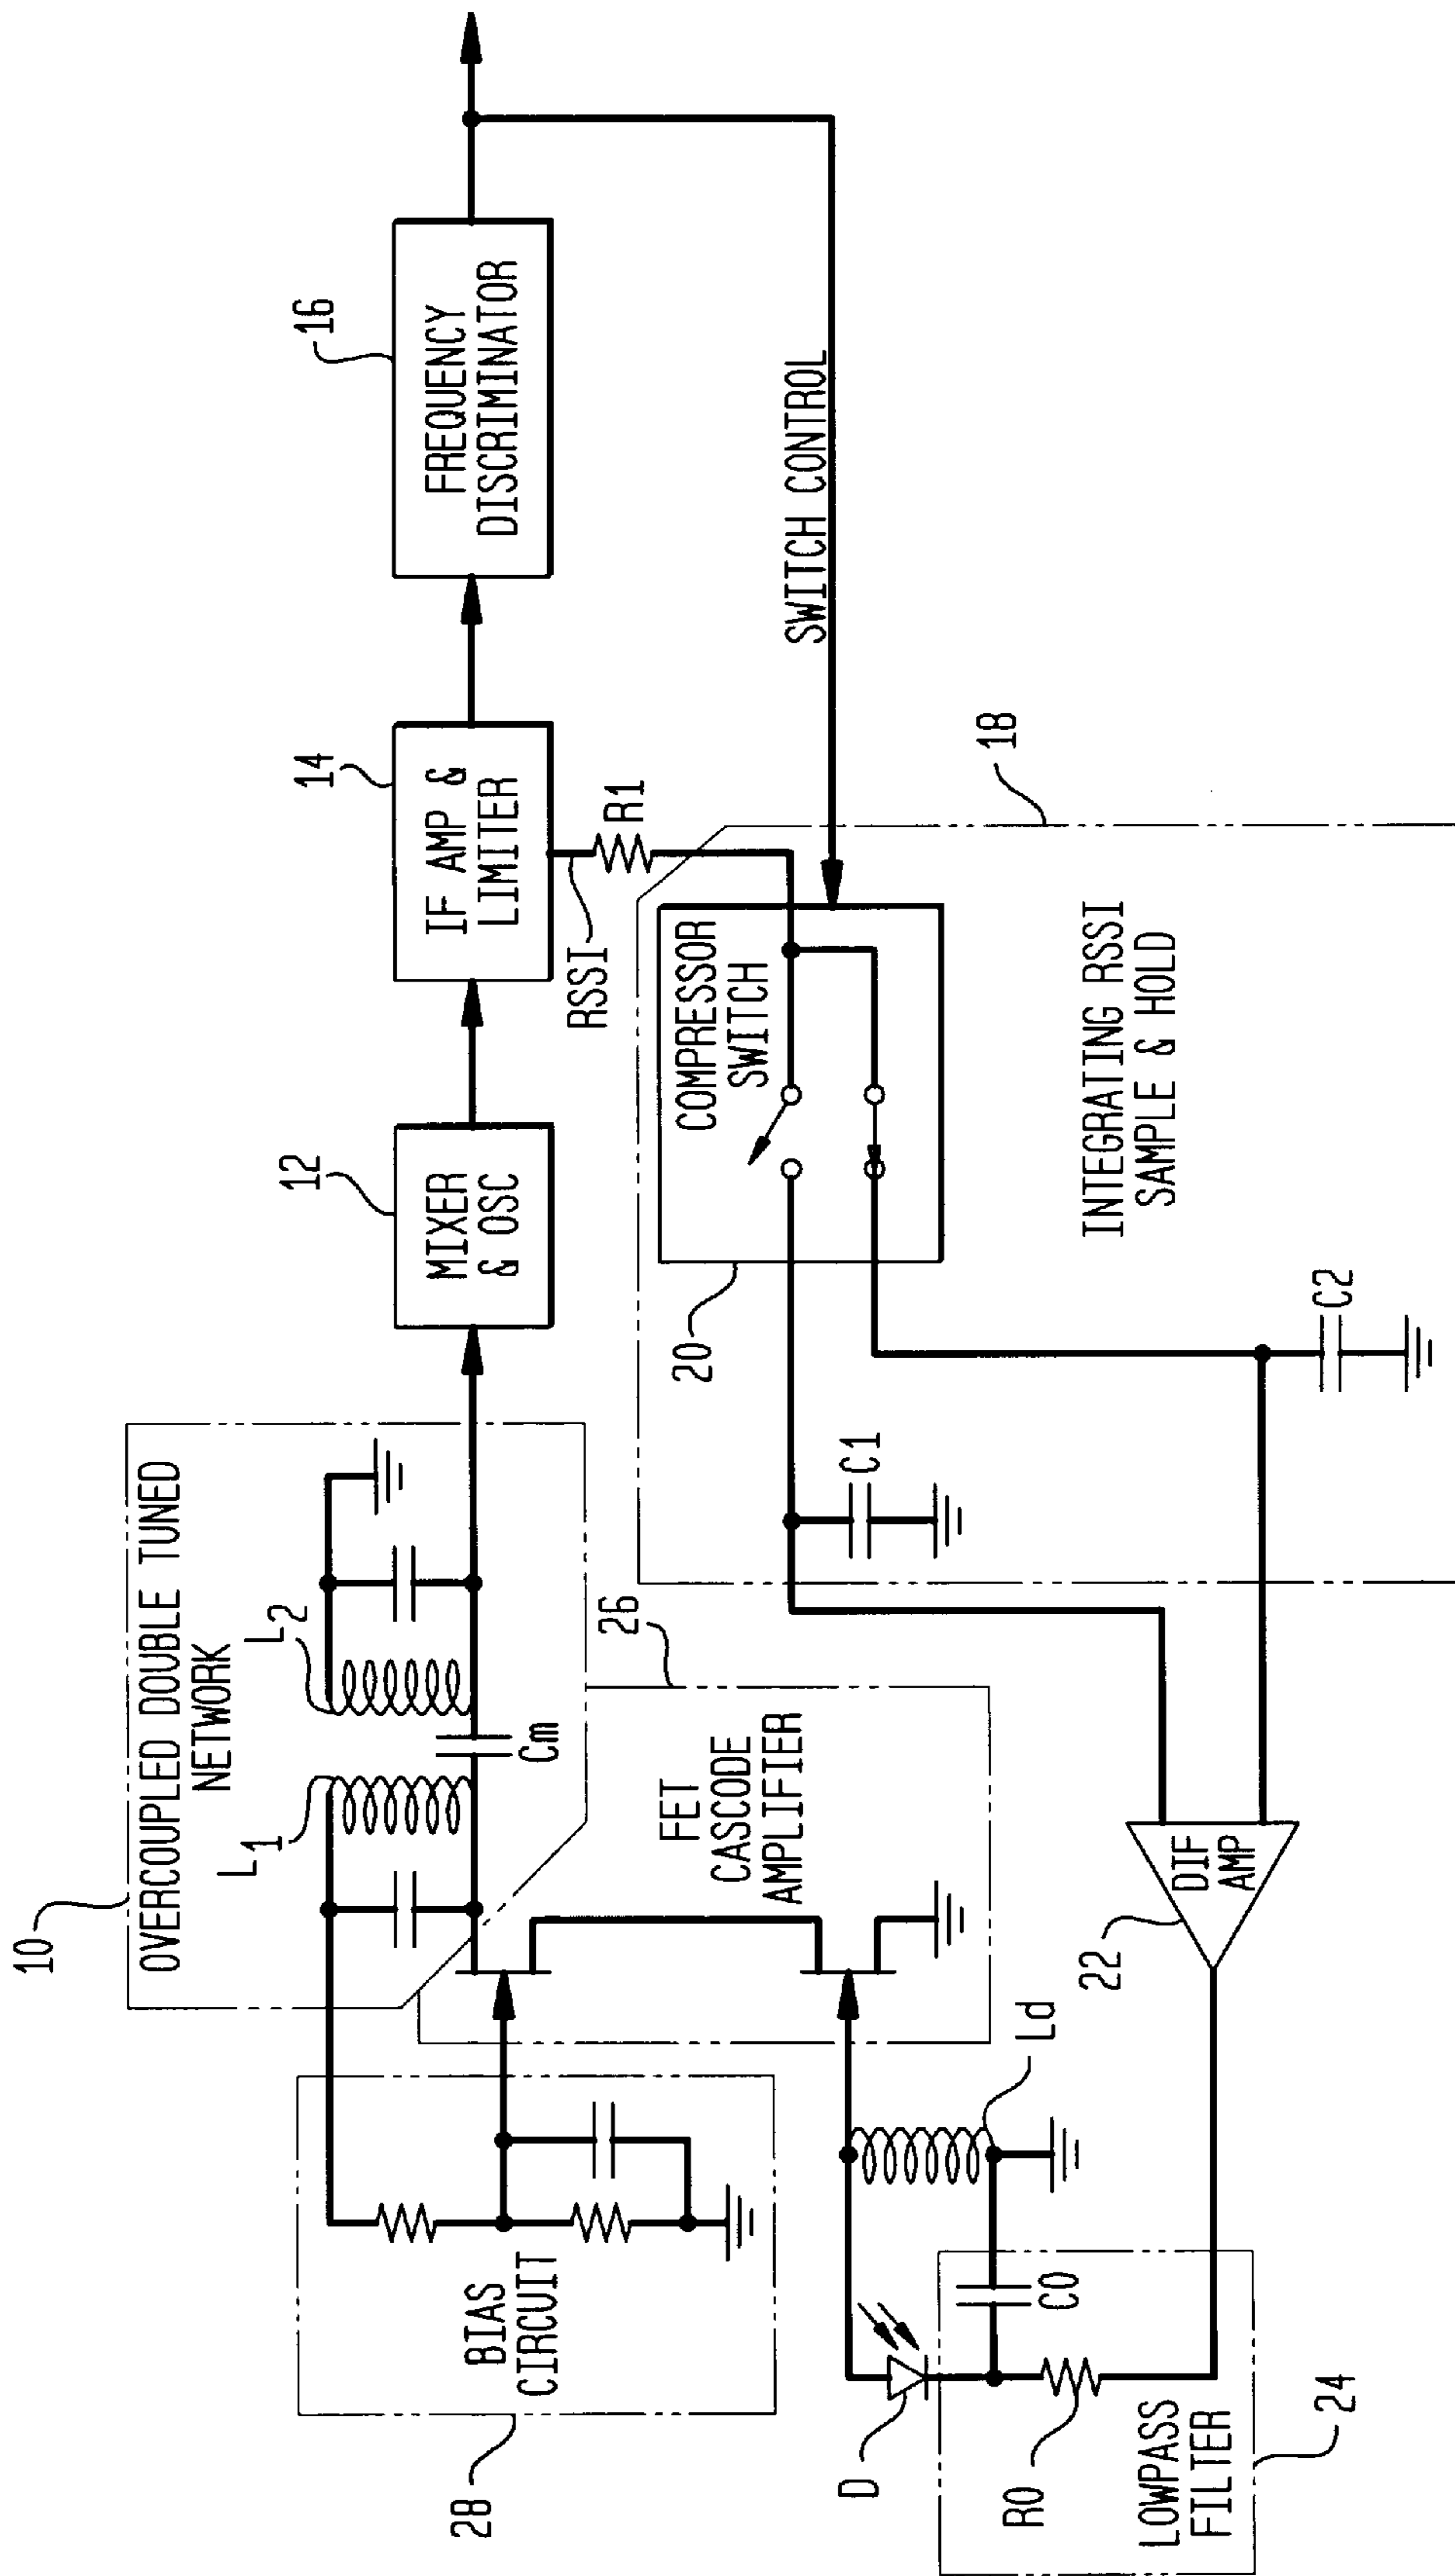 10
OVERCOUPLED DOUBLE TUNED
NETWORK
L1
L2
Cm
12
MIXER
& OSC
14
IF AMP &
LIMITER
16
FREQUENCY
DISCRIMINATOR
RSSI
R1
SWITCH CONTROL
28
BIAS
CIRCUIT
26
FET
CASCODE
AMPLIFIER
18
COMPRESSOR
SWITCH
20
C1
INTEGRATING RSSI
SAMPLE & HOLD
C2
D
Ld
C0
R0
LOWPASS
FILTER
24
22
DIF
AMP